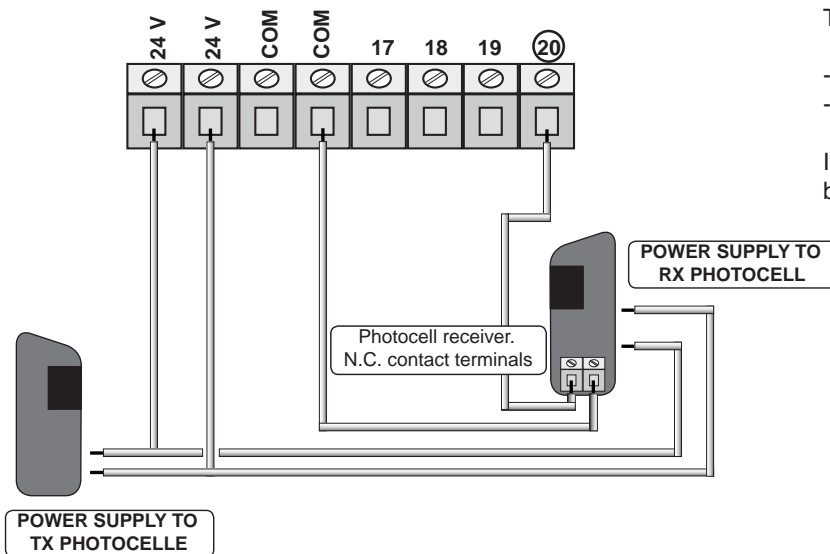 24 V
24 V
COM
COM
17
18
19
20
POWER SUPPLY TO
RX PHOTOCELL
Photocell receiver.
N.C. contact terminals
POWER SUPPLY TO
TX PHOTOCELLE